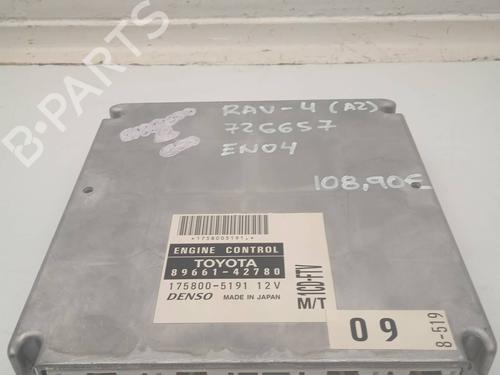 RAV-4 (A2)
726657
EN04
108,90€
*1758005191.*
ENGINE CONTROL
TOYOTA
89661-42780
175800-5191 12V
DENSO MADE IN JAPAN
1CD-FTV
M/T
09
8-519
B-PARTS